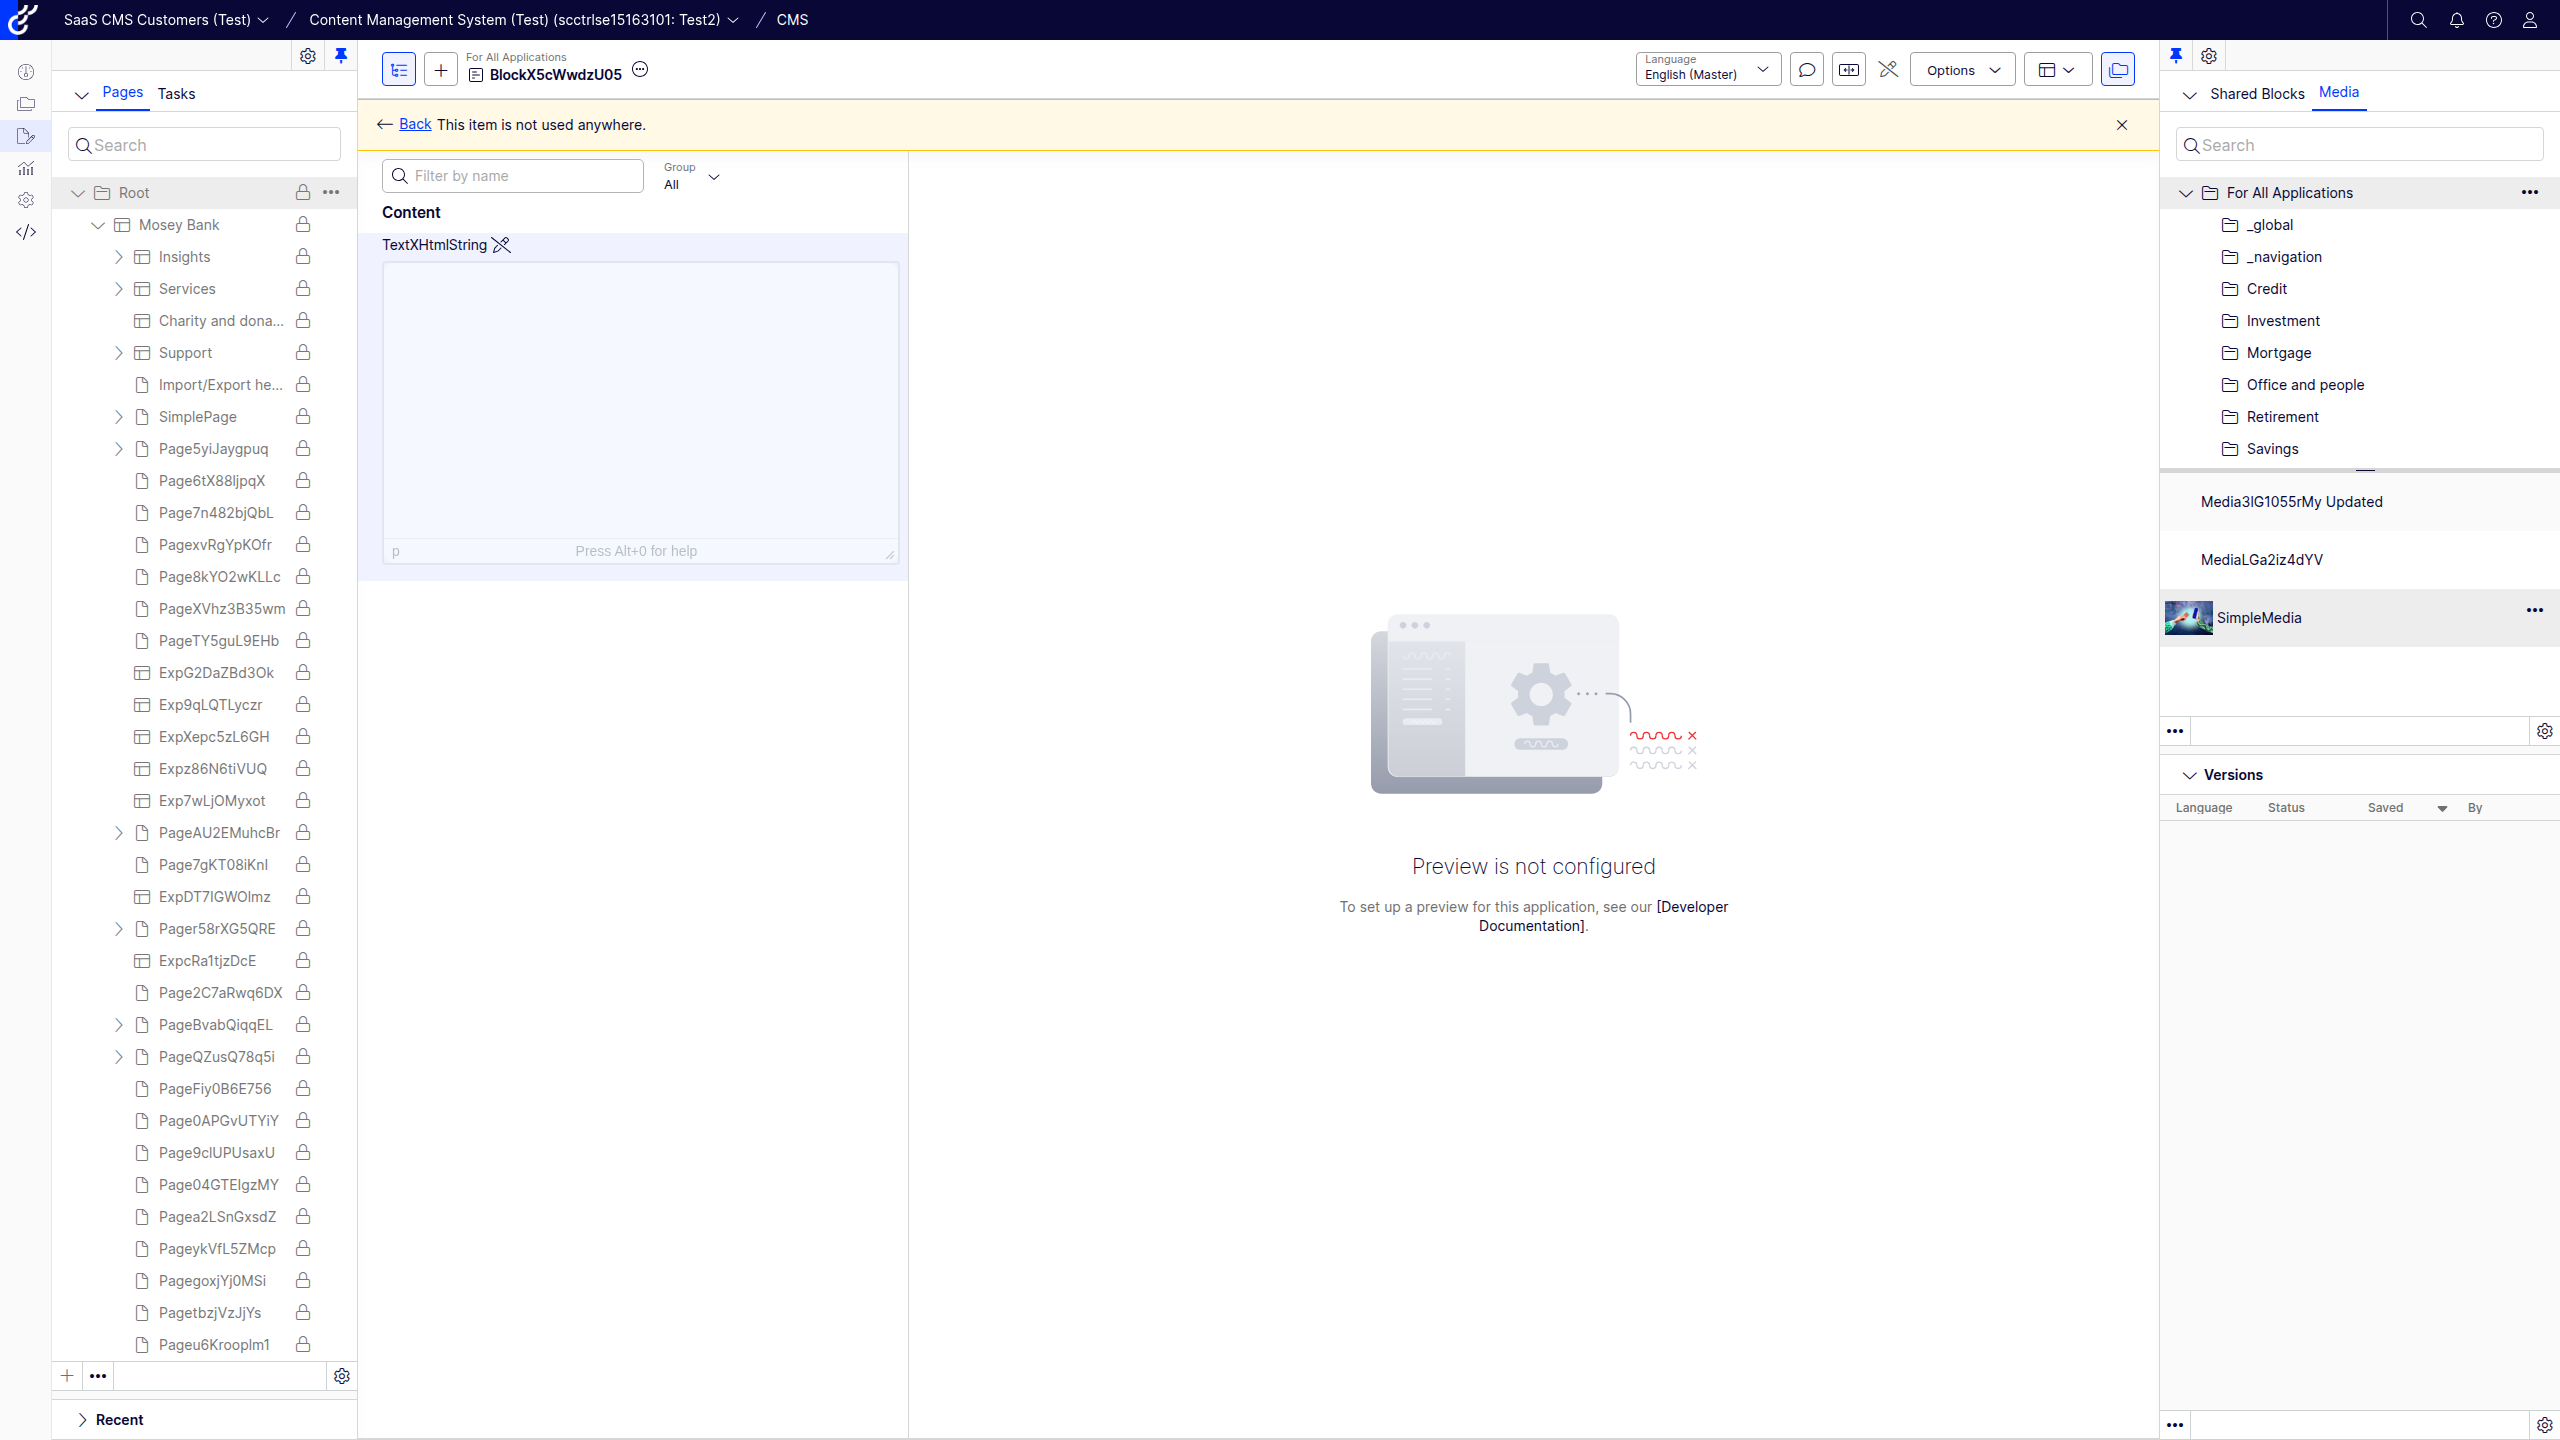 SaaS CMS Customers (Test) / Content Management System (Test) (scctrlse15163101: Test2) / CMS
Pages Tasks
Search
Root
Mosey Bank
Insights
Services
Charity and dona...
Support
Import/Export he...
SimplePage
Page5yiJaygpuq
Page6tX88ljpqX
Page7n482bjQbL
PagexvRgYpKOfr
Page8kYO2wKLLc
PageXVhz3B35wm
PageTY5guL9EHb
ExpG2DaZBd3Ok
Exp9qLQTLyczr
ExpXepc5zL6GH
Expz86N6tiVUQ
Exp7wLjOMyxot
PageAU2EMuhcBr
Page7gKT08iKnl
ExpDT7IGWOlmz
Pager58rXG5QRE
ExpcRa1tjzDcE
Page2C7aRwq6DX
PageBvabQiqqEL
PageQZusQ78q5i
PageFiy0B6E756
Page0APGvUTYiY
Page9clUPUsaxU
Page04GTEIgzMY
Pagea2LSnGxsdZ
PageykVfL5ZMcp
PagegoxjYj0MSi
PagetbzjVzJjYs
Pageu6Krooplm1
Recent
For All Applications
BlockX5cWwdzU05
Language
English (Master)
Options
Back This item is not used anywhere.
Filter by name
Group
All
Content
TextXHtmlString
p Press Alt+0 for help
Preview is not configured
To set up a preview for this application, see our [Developer
Documentation].
Shared Blocks Media
Search
For All Applications
_global
_navigation
Credit
Investment
Mortgage
Office and people
Retirement
Savings
Media3lG1055rMy Updated
MediaLGa2iz4dYV
SimpleMedia
Versions
Language Status Saved By